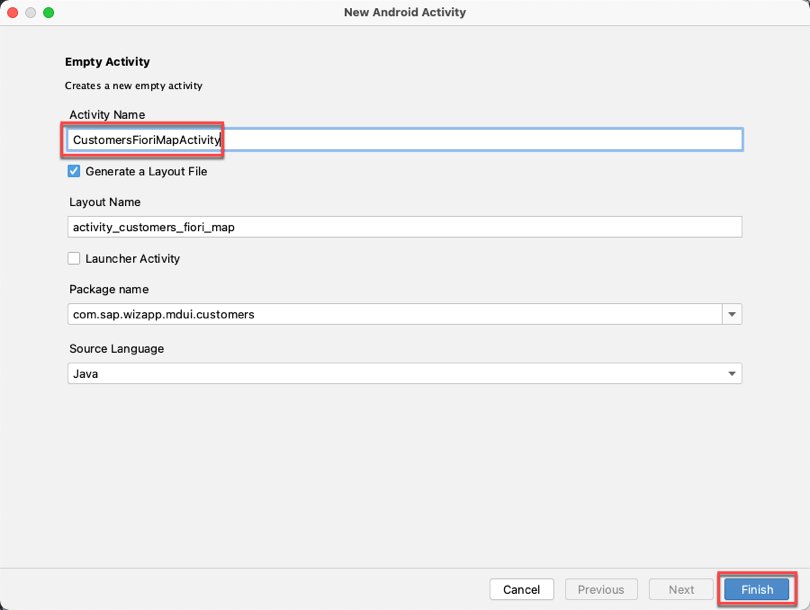 New Android Activity
Empty Activity
Creates a new empty activity
Activity Name
CustomersFioriMapActivity
Generate a Layout File
Layout Name
activity_customers_fiori_map
Launcher Activity
Package name
com.sap.wizapp.mdui.customers
Source Language
Java
Cancel Previous Next Finish